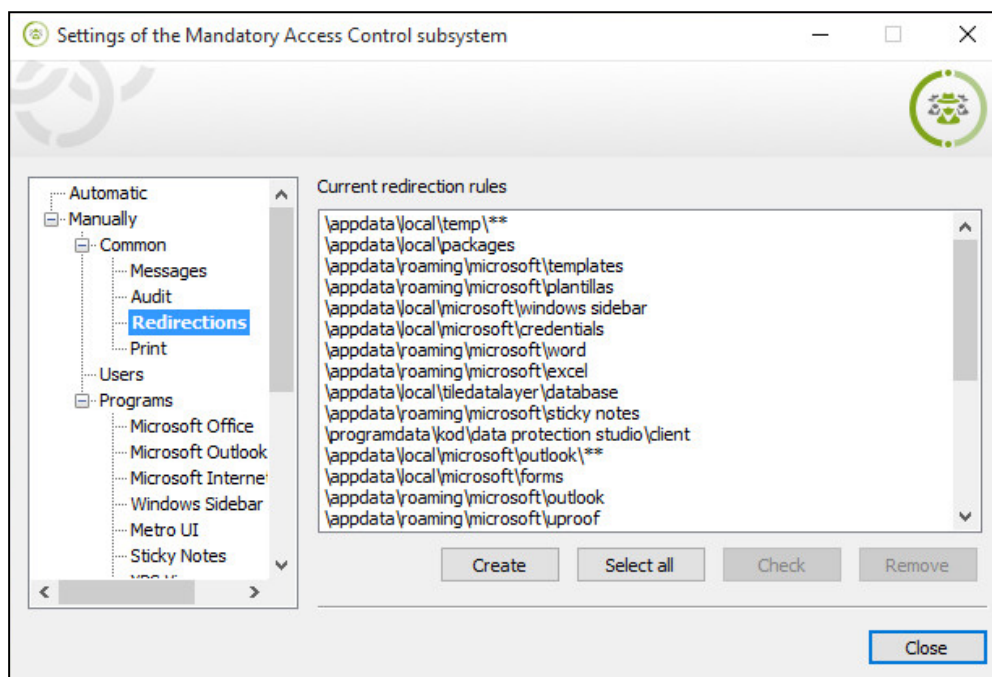 Settings of the Mandatory Access Control subsystem
Automatic
Manually
Common
Messages
Audit
Redirections
Print
Users
Programs
Microsoft Office
Microsoft Outlook
Microsoft Internet
Windows Sidebar
Metro UI
Sticky Notes
Current redirection rules
\appdata\local\temp\**
\appdata\local\packages
\appdata\roaming\microsoft\templates
\appdata\roaming\microsoft\plantillas
\appdata\local\microsoft\windows sidebar
\appdata\local\microsoft\credentials
\appdata\roaming\microsoft\word
\appdata\roaming\microsoft\excel
\appdata\local\tiledatalayer\database
\appdata\roaming\microsoft\sticky notes
\programdata\kod\data protection studio\client
\appdata\local\microsoft\outlook\**
\appdata\local\microsoft\forms
\appdata\roaming\microsoft\outlook
\appdata\roaming\microsoft\uproof
Create
Select all
Check
Remove
Close